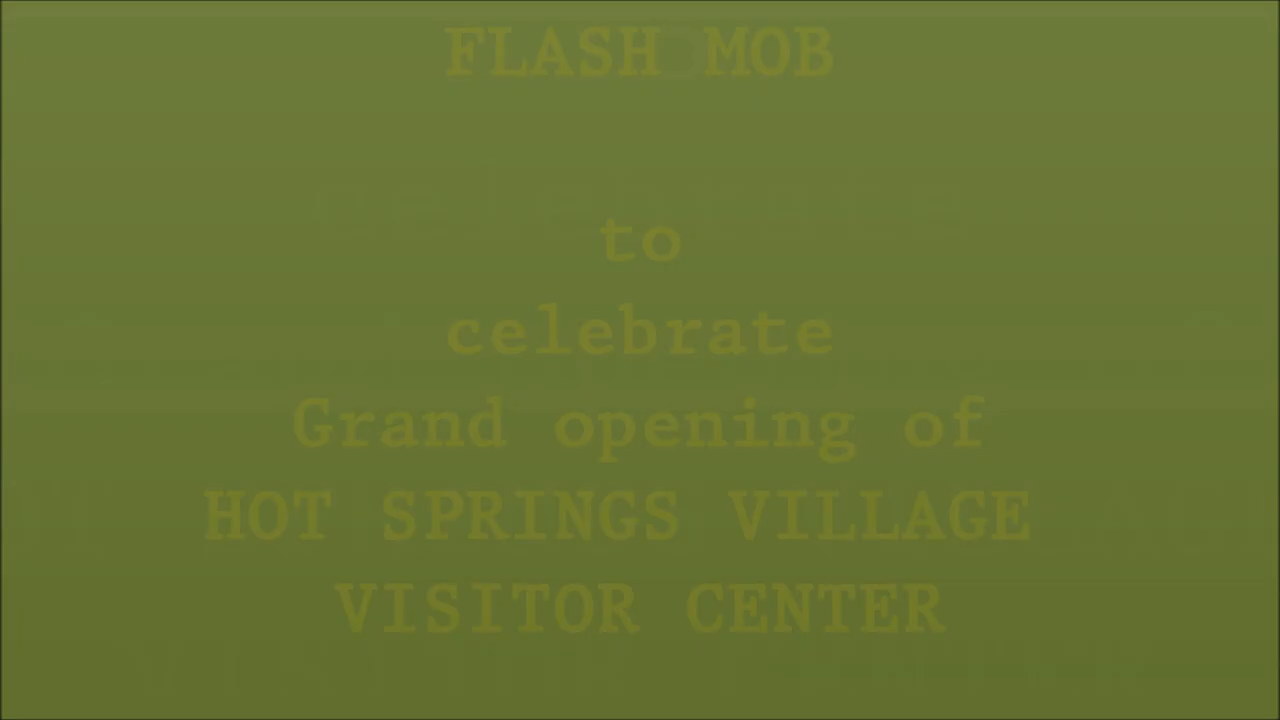 FLASH MOB
to
celebrate
Grand opening of
HOT SPRINGS VILLAGE
VISITOR CENTER